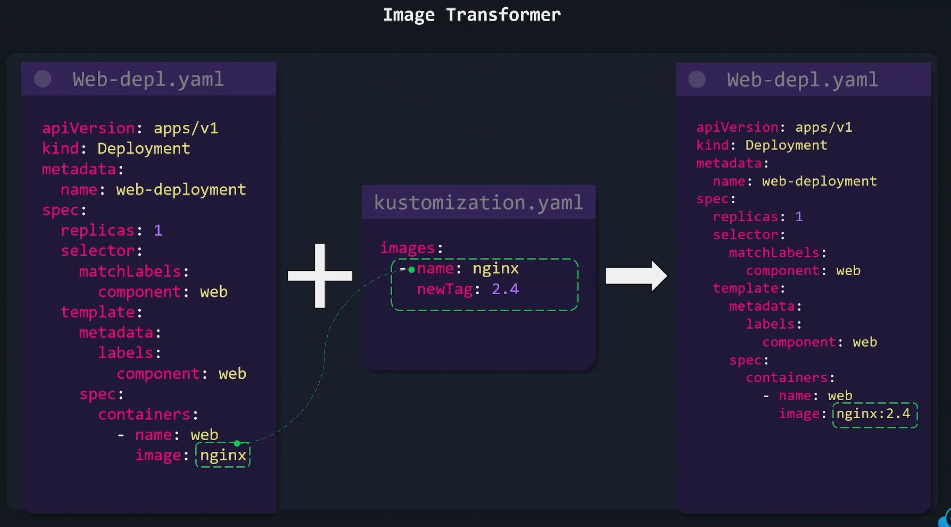 Image Transformer
Web-depl.yaml
apiVersion: apps/v1
kind: Deployment
metadata:
  name: web-deployment
spec:
  replicas: 1
  selector:
    matchLabels:
      component: web
  template:
    metadata:
      labels:
        component: web
    spec:
      containers:
        - name: web
          image: nginx
kustomization.yaml
images:
  - name: nginx
    newTag: 2.4
Web-depl.yaml
apiVersion: apps/v1
kind: Deployment
metadata:
  name: web-deployment
spec:
  replicas: 1
  selector:
    matchLabels:
      component: web
  template:
    metadata:
      labels:
        component: web
    spec:
      containers:
        - name: web
          image: nginx:2.4